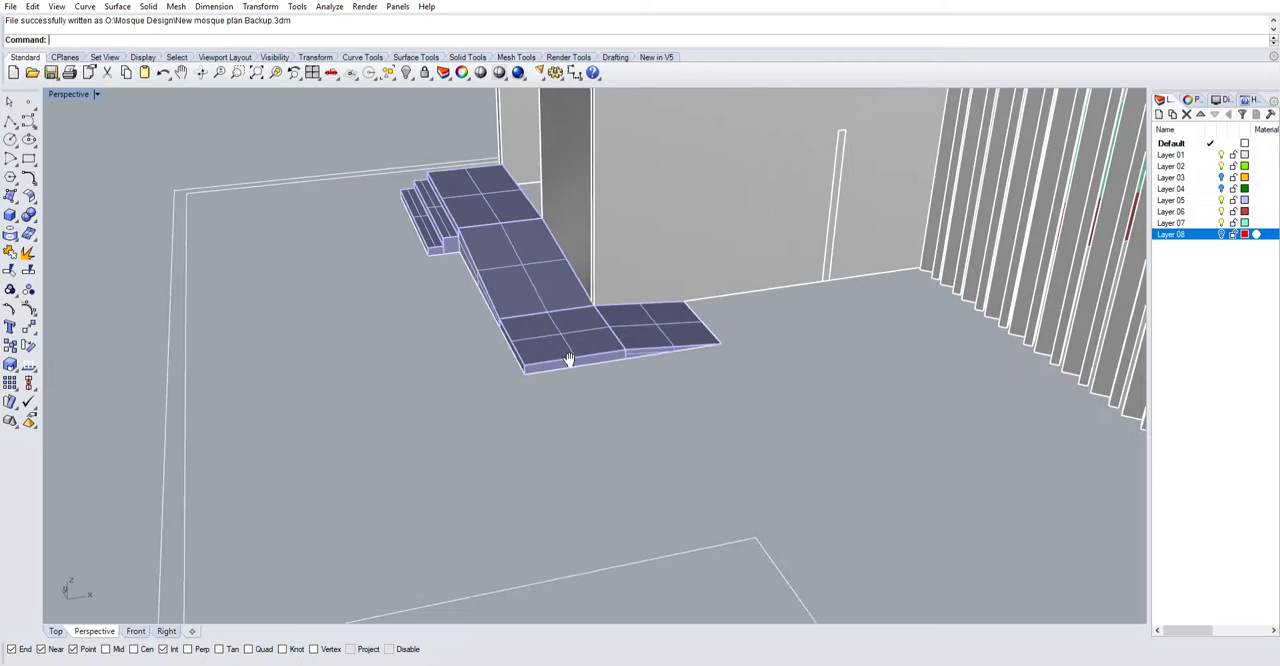 File Edit View Curve Surface Solid Mesh Dimension Transform Tools Analyze Render Panels Help
File successfully written as O:\Mosque Design\New mosque plan Backup.3dm
Command:
Standard CPlanes Set View Display Select Viewport Layout Visibility Transform Curve Tools Surface Tools Solid Tools Mesh Tools Render Tools Drafting New in V5
Perspective
L... P... Di... H...
Name Material
Default
Layer 01
Layer 02
Layer 03
Layer 04
Layer 05
Layer 06
Layer 07
Layer 08
z
x
Top Perspective Front Right
End Near Point Mid Cen Int Perp Tan Quad Knot Vertex Project Disable